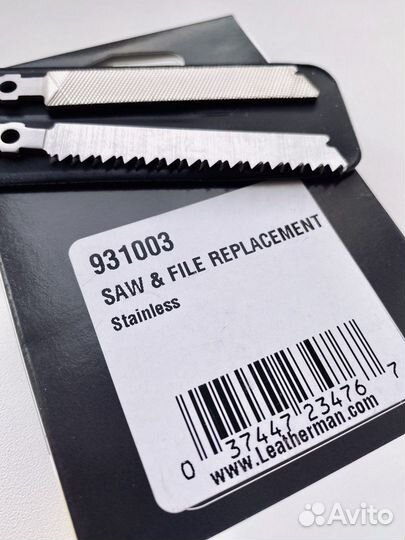 931003
SAW & FILE REPLACEMENT
Stainless
0 37447 23476 7
www.Leatherman.com
Avito